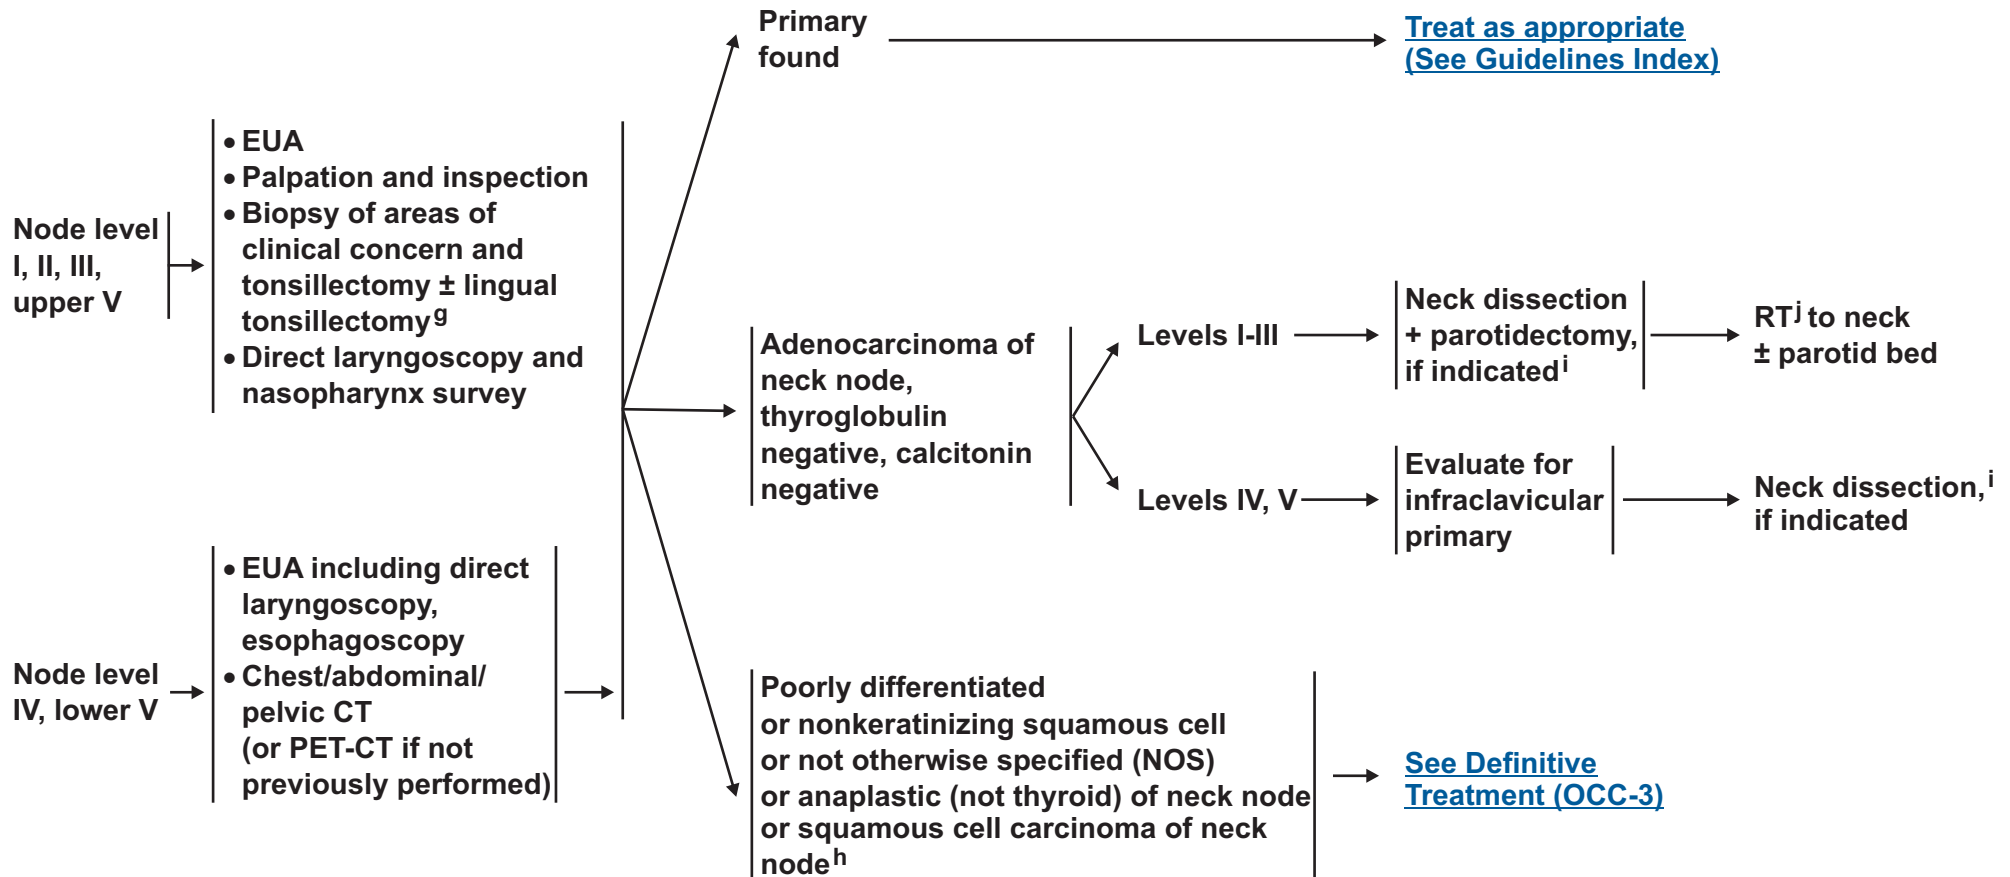 Node level
I, II, III,
upper V
• EUA
• Palpation and inspection
• Biopsy of areas of
clinical concern and
tonsillectomy ± lingual
tonsillectomy g
• Direct laryngoscopy and
nasopharynx survey
Node level
IV, lower V
• EUA including direct
laryngoscopy,
esophagoscopy
• Chest/abdominal/
pelvic CT
(or PET-CT if not
previously performed)
Primary
found
Treat as appropriate
(See Guidelines Index)
Adenocarcinoma of
neck node,
thyroglobulin
negative, calcitonin
negative
Levels I-III
Neck dissection
+ parotidectomy,
if indicated i
RT j to neck
± parotid bed
Levels IV, V
Evaluate for
infraclavicular
primary
Neck dissection, i
if indicated
Poorly differentiated
or nonkeratinizing squamous cell
or not otherwise specified (NOS)
or anaplastic (not thyroid) of neck node
or squamous cell carcinoma of neck
node h
See Definitive
Treatment (OCC-3)